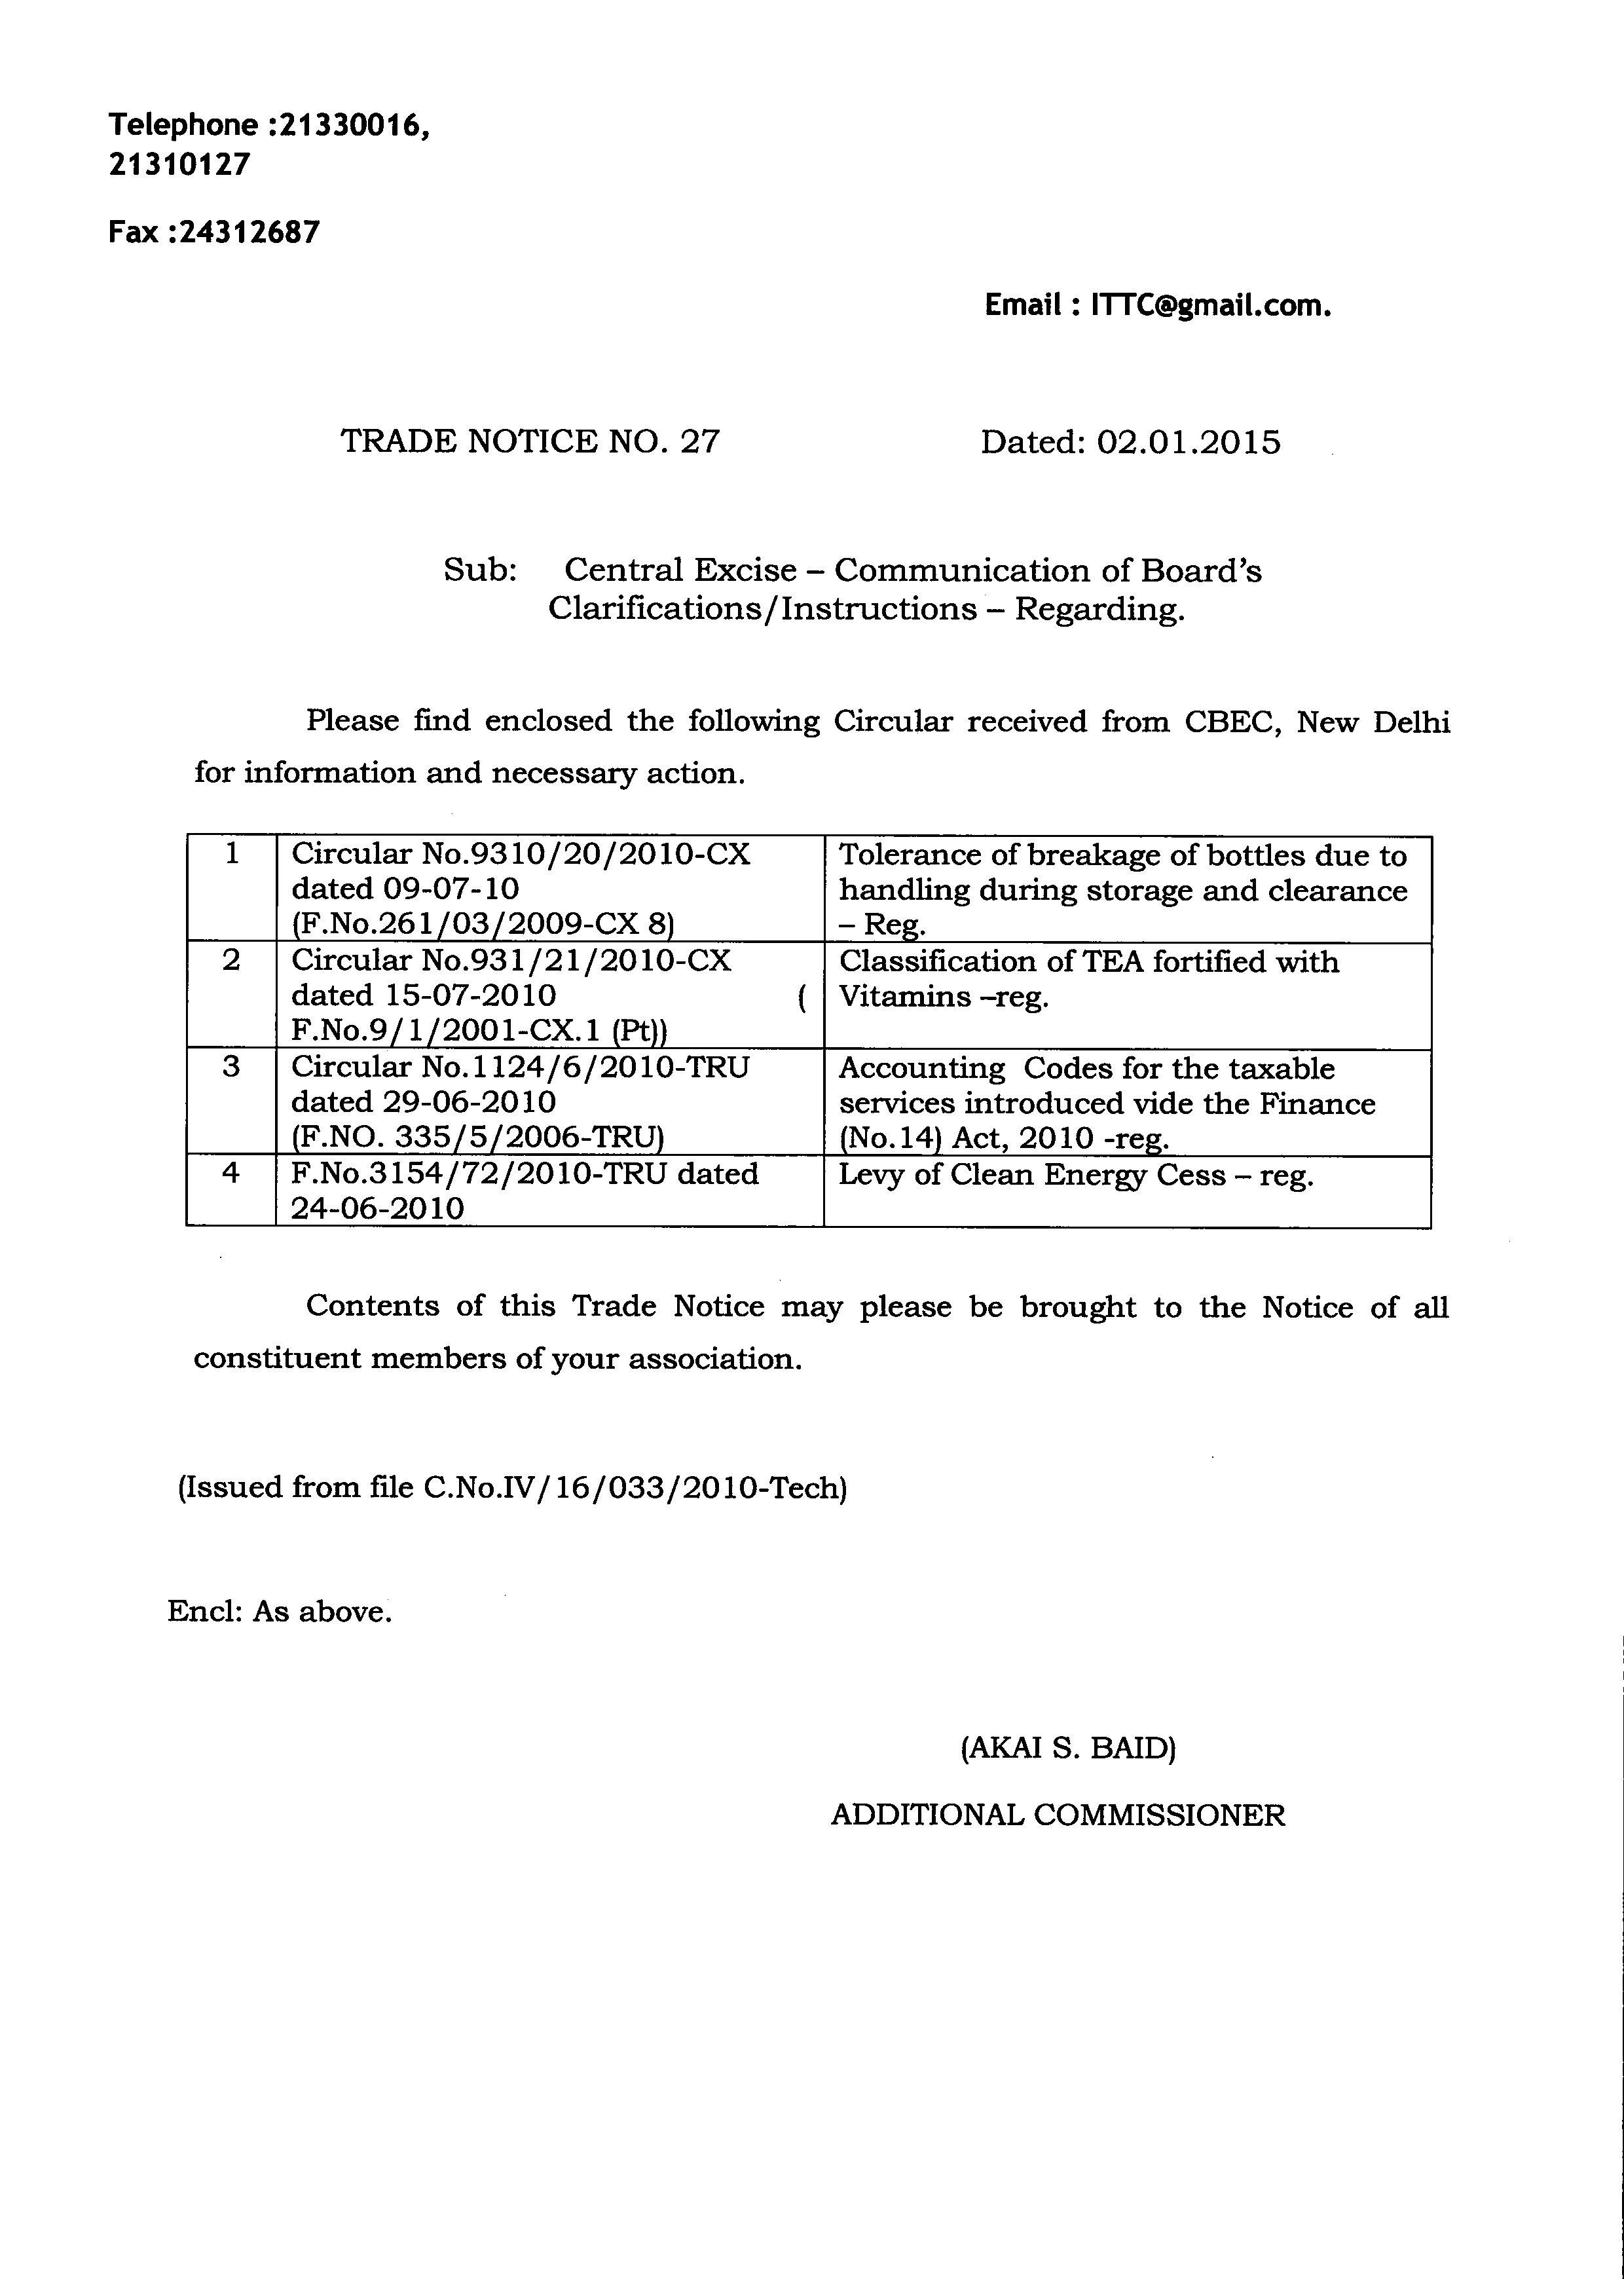 Telephone :21330016,
21310127
Fax :24312687
Email : ITTC@gmail.com.
TRADE NOTICE NO. 27 Dated: 02.01.2015
Sub: Central Excise – Communication of Board's
Clarifications/Instructions – Regarding.
Please find enclosed the following Circular received from CBEC, New Delhi
for information and necessary action.
1 Circular No.9310/20/2010-CX Tolerance of breakage of bottles due to
dated 09-07-10 handling during storage and clearance
(F.No.261/03/2009-CX 8) – Reg.
2 Circular No.931/21/2010-CX Classification of TEA fortified with
dated 15-07-2010 ( Vitamins –reg.
F.No.9/1/2001-CX.1 (Pt))
3 Circular No.1124/6/2010-TRU Accounting Codes for the taxable
dated 29-06-2010 services introduced vide the Finance
(F.NO. 335/5/2006-TRU) (No.14) Act, 2010 -reg.
4 F.No.3154/72/2010-TRU dated Levy of Clean Energy Cess – reg.
24-06-2010
Contents of this Trade Notice may please be brought to the Notice of all
constituent members of your association.
(Issued from file C.No.IV/16/033/2010-Tech)
Encl: As above.
(AKAI S. BAID)
ADDITIONAL COMMISSIONER